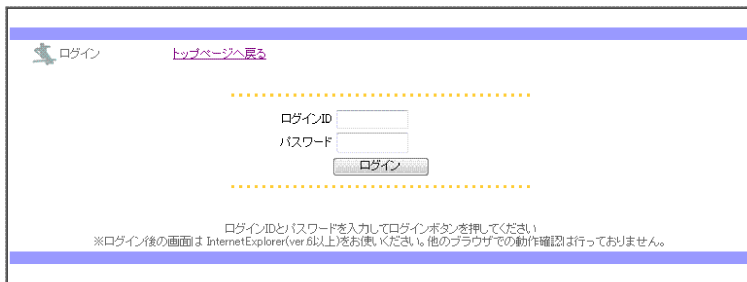 ログイン
トップページへ戻る
ログインID
パスワード
ログイン
ログインIDとパスワードを入力してログインボタンを押してください
※ログイン後の画面は InternetExplorer(ver.6以上)をお使いください。他のブラウザでの動作確認は行っておりません。